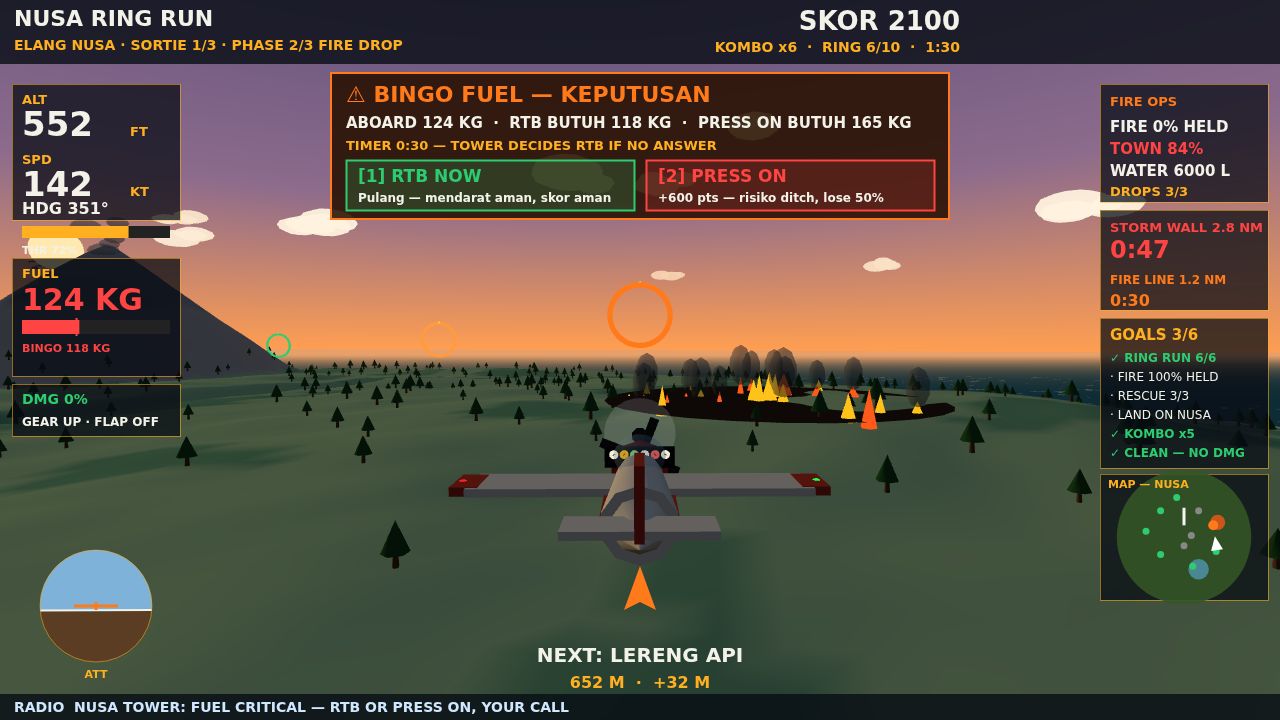 NUSA RING RUN
ELANG NUSA · SORTIE 1/3 · PHASE 2/3 FIRE DROP
SKOR 2100
KOMBO x6 · RING 6/10 · 1:30
⚠ BINGO FUEL — KEPUTUSAN
ABOARD 124 KG · RTB BUTUH 118 KG · PRESS ON BUTUH 165 KG
TIMER 0:30 — TOWER DECIDES RTB IF NO ANSWER
[1] RTB NOW
Pulang — mendarat aman, skor aman
[2] PRESS ON
+600 pts — risiko ditch, lose 50%
ALT
552 FT
SPD
142 KT
HDG 351°
THR 72%
FUEL
124 KG
BINGO 118 KG
DMG 0%
GEAR UP · FLAP OFF
FIRE OPS
FIRE 0% HELD
TOWN 84%
WATER 6000 L
DROPS 3/3
STORM WALL 2.8 NM
0:47
FIRE LINE 1.2 NM
0:30
GOALS 3/6
✓ RING RUN 6/6
· FIRE 100% HELD
· RESCUE 3/3
· LAND ON NUSA
✓ KOMBO x5
✓ CLEAN — NO DMG
MAP — NUSA
ATT
NEXT: LERENG API
652 M · +32 M
RADIO NUSA TOWER: FUEL CRITICAL — RTB OR PRESS ON, YOUR CALL